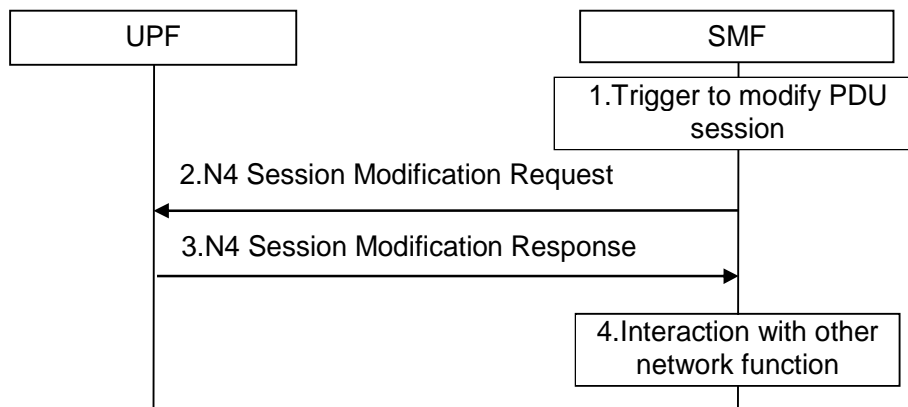 UPF
SMF
1.Trigger to modify PDU
session
2.N4 Session Modification Request
3.N4 Session Modification Response
4.Interaction with other
network function